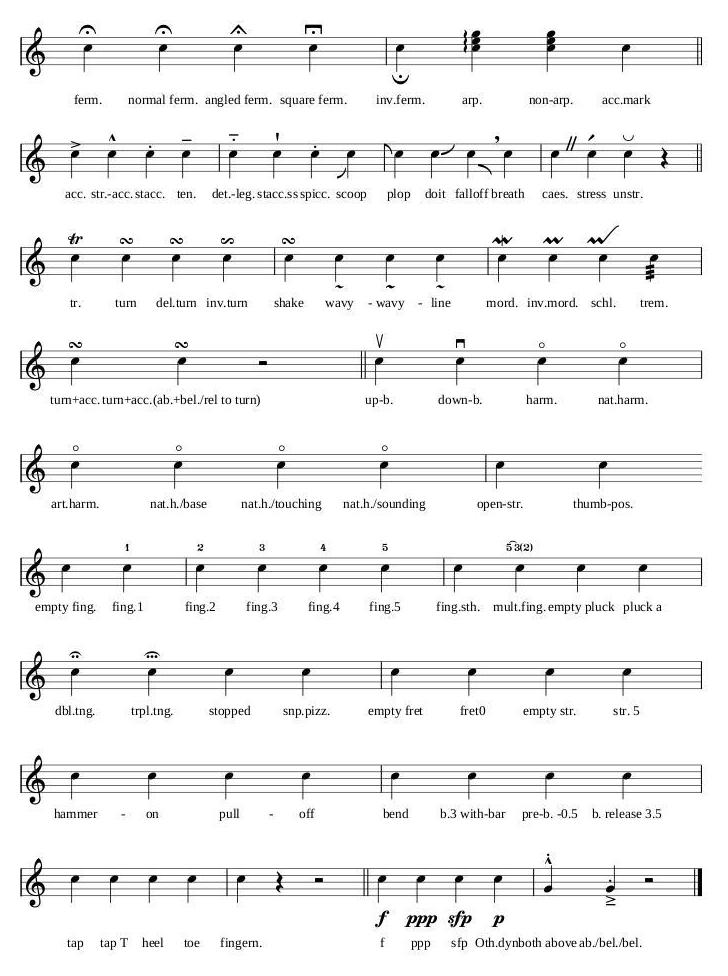 ferm. normal ferm. angled ferm. square ferm. inv.ferm. arp. non-arp. acc.mark
acc. str.-acc. stacc. ten. det.-leg. stacc.ss spicc. scoop plop doit falloff breath caes. stress unstr.
tr
tr. turn del.turn inv.turn shake wavy - wavy - line mord. inv.mord. schl. trem.
turn+acc. turn+acc.(ab.+bel./rel to turn) up-b. down-b. harm. nat.harm.
art.harm. nat.h./base nat.h./touching nat.h./sounding open-str. thumb-pos.
1 2 3 4 5 5 3(2)
empty fing. fing.1 fing.2 fing.3 fing.4 fing.5 fing.sth. mult.fing. empty pluck pluck a
dbl.tng. trpl.tng. stopped snp.pizz. empty fret fret0 empty str. str. 5
hammer - on pull - off bend b.3 with-bar pre-b. -0.5 b. release 3.5
f ppp sfp p
tap tap T heel toe fingern. f ppp sfp Oth.dyn both above ab./bel./bel.